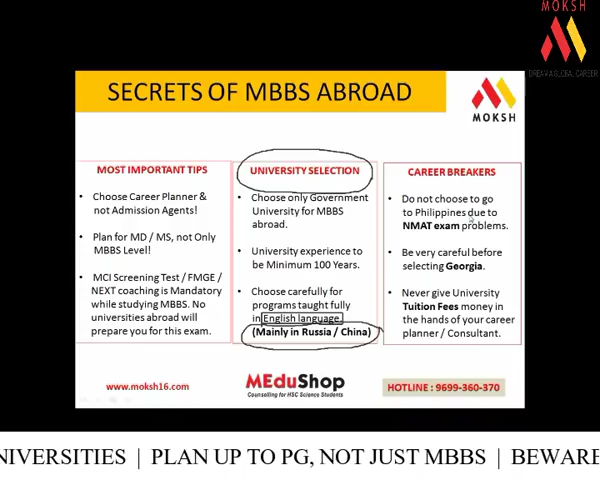 MOKSH
DREAM A GLOBAL CAREER
SECRETS OF MBBS ABROAD
MOKSH
MOST IMPORTANT TIPS
• Choose Career Planner &
not Admission Agents!
• Plan for MD / MS, not Only
MBBS Level!
• MCI Screening Test / FMGE /
NEXT coaching is Mandatory
while studying MBBS. No
universities abroad will
prepare you for this exam.
UNIVERSITY SELECTION
• Choose only Government
University for MBBS
abroad.
• University experience to
be Minimum 100 Years.
• Choose carefully for
programs taught fully
in English language.
(Mainly in Russia / China)
CAREER BREAKERS
• Do not choose to go
to Philippines due to
NMAT exam problems.
• Be very careful before
selecting Georgia.
• Never give University
Tuition Fees money in
the hands of your career
planner / Consultant.
www.moksh16.com
MEduShop
Counselling for HSC Science Students
HOTLINE : 9699-360-370
NIVERSITIES | PLAN UP TO PG, NOT JUST MBBS | BEWARE